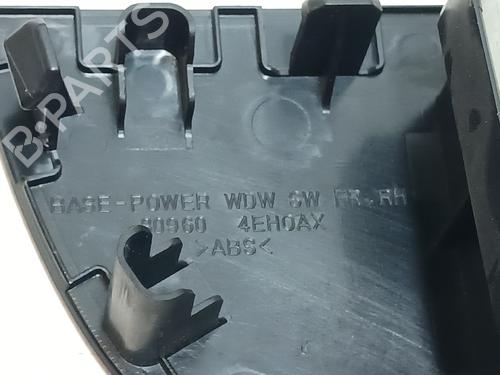 B-PARTS
BASE-POWER WDW SW FR,RH
80960 4EH0AX
>ABS<